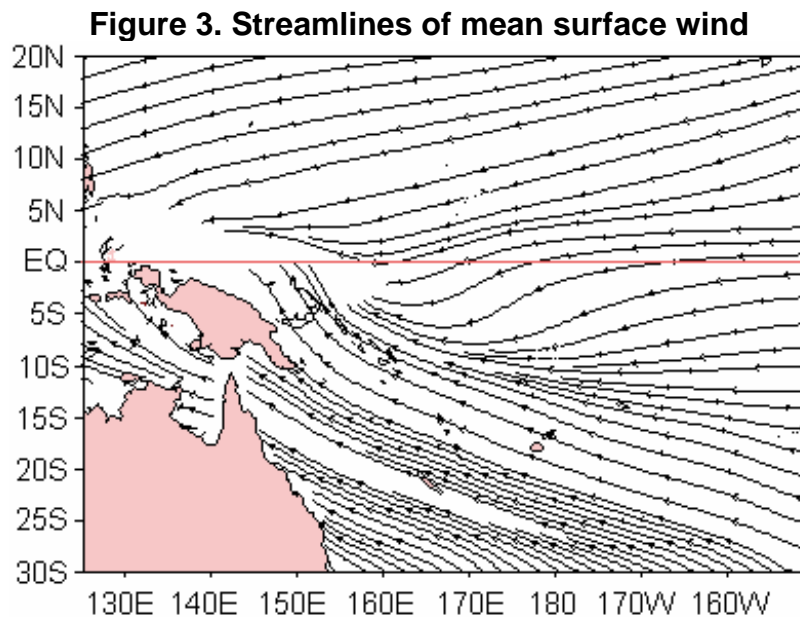 Figure 3. Streamlines of mean surface wind
20N
15N
10N
5N
EQ
5S
10S
15S
20S
25S
30S
130E 140E 150E 160E 170E 180 170W 160W